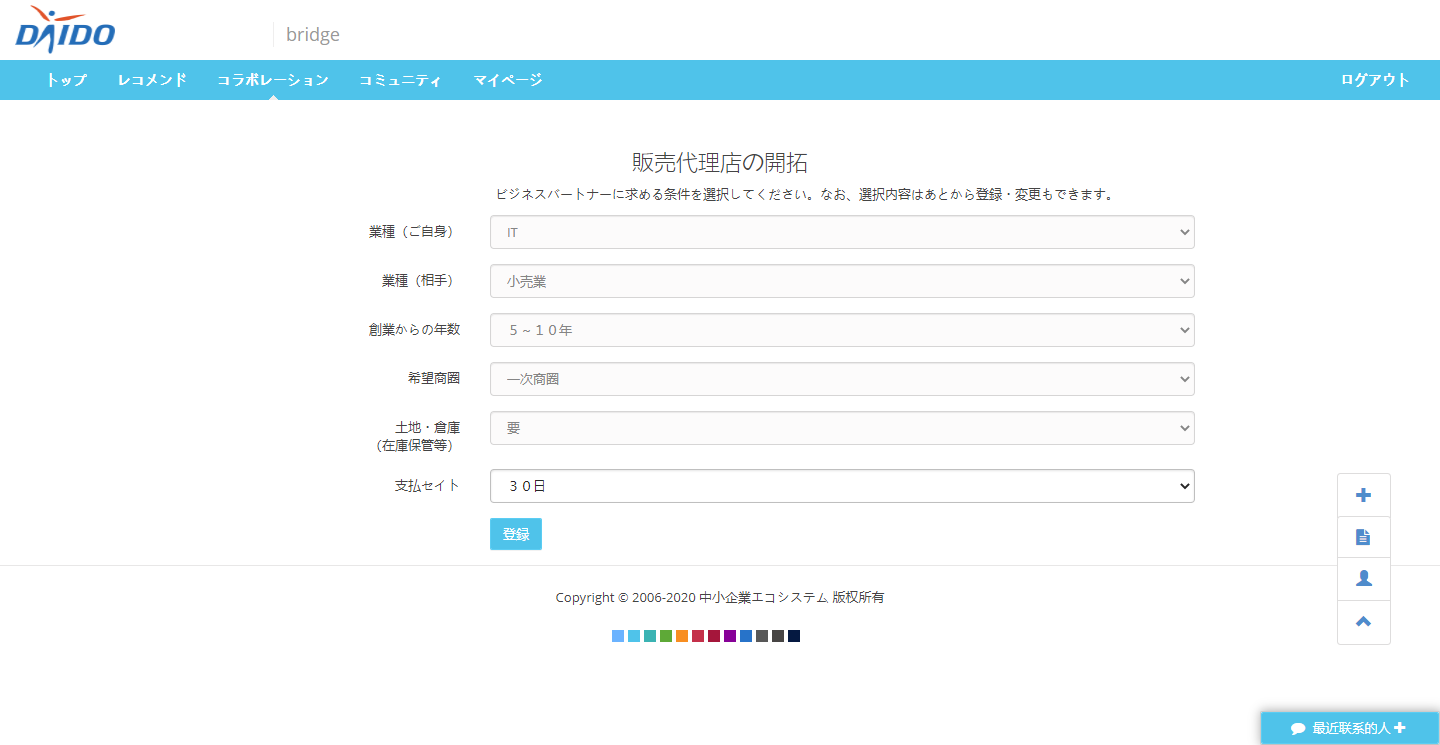 DAIDO
bridge
トップ レコメンド コラボレーション コミュニティ マイページ ログアウト
販売代理店の開拓
ビジネスバートナーに求める条件を選択してください。なお、選択内容はあとから登録・変更もできます。
業種（ご自身） IT
業種（相手） 小売業
創業からの年数 ５～１０年
希望商圏 一次商圏
土地・倉庫 要
（在庫保管等）
支払セイト ３０日
登録
Copyright © 2006-2020 中小企業エコシステム 版权所有
最近联系的人